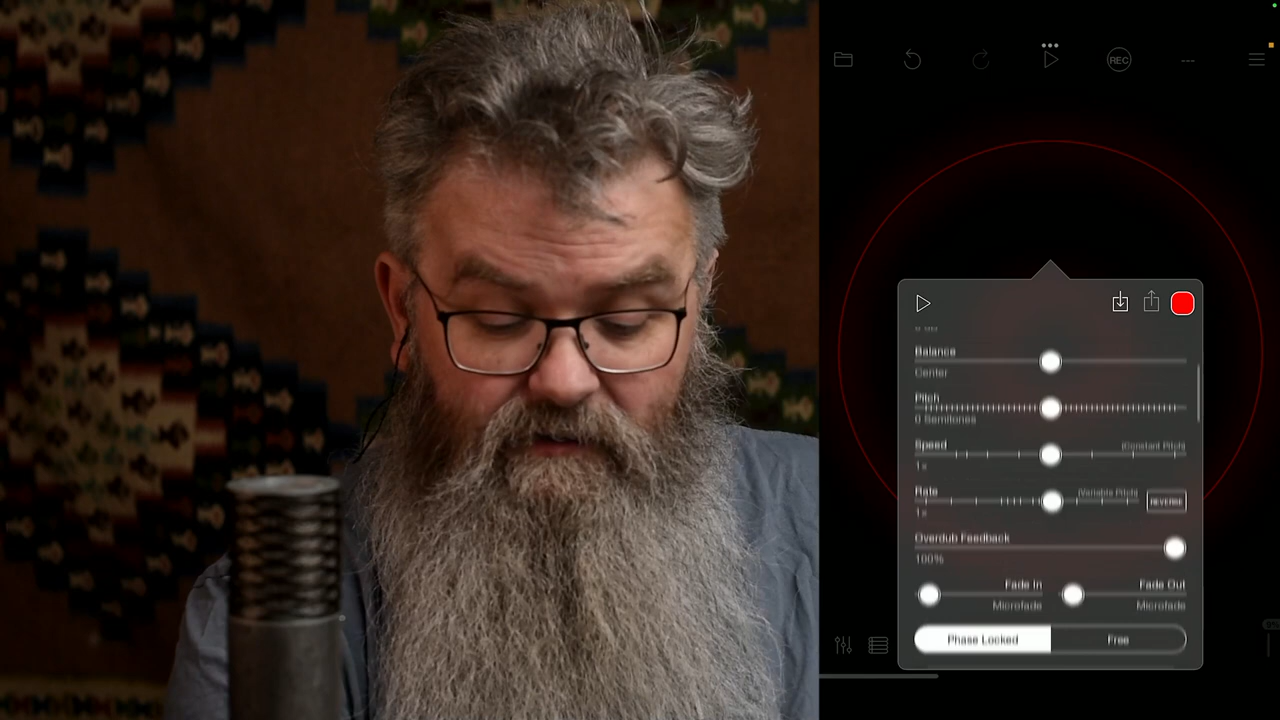 REC
Balance
Center
Pitch
0 Semitones
Speed
(Constant Pitch)
1x
Rate
(Variable Pitch)
REVERSE
1x
Overdub Feedback
100%
Fade In
Fade Out
Microfade
Microfade
Phase Locked
Free